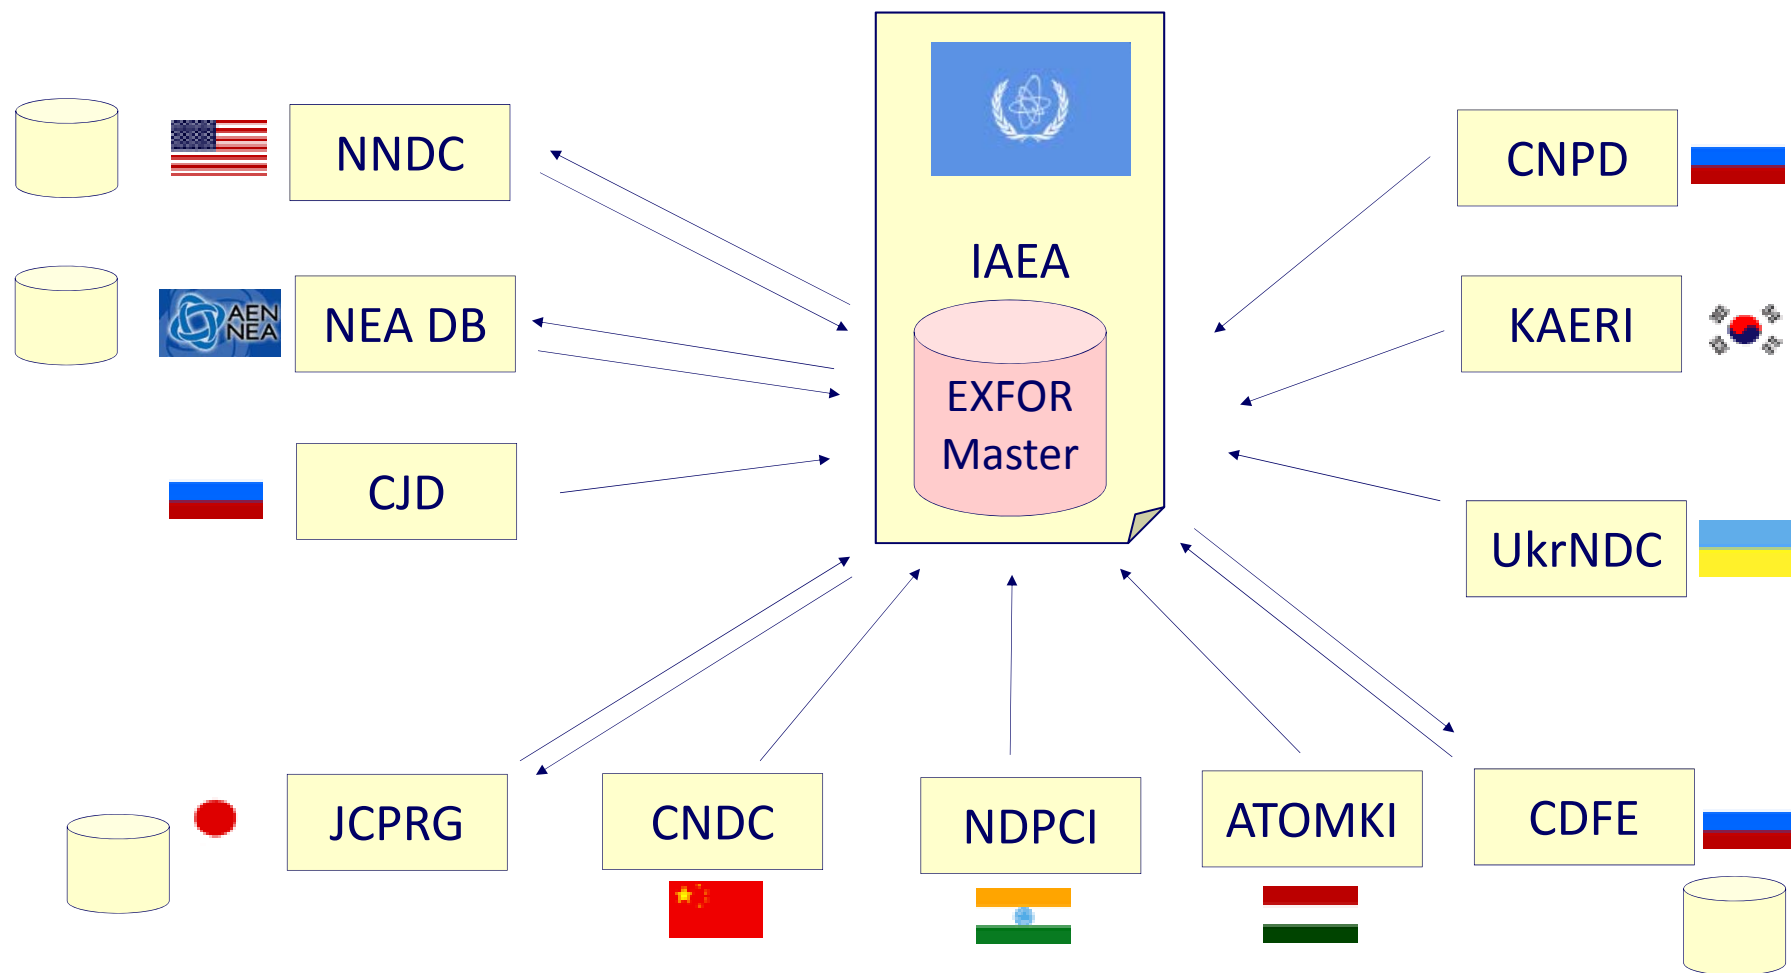 NNDC
AEN
NEA
NEA DB
CJD
IAEA
EXFOR
Master
CNPD
KAERI
UkrNDC
JCPRG
CNDC
NDPCI
ATOMKI
CDFE